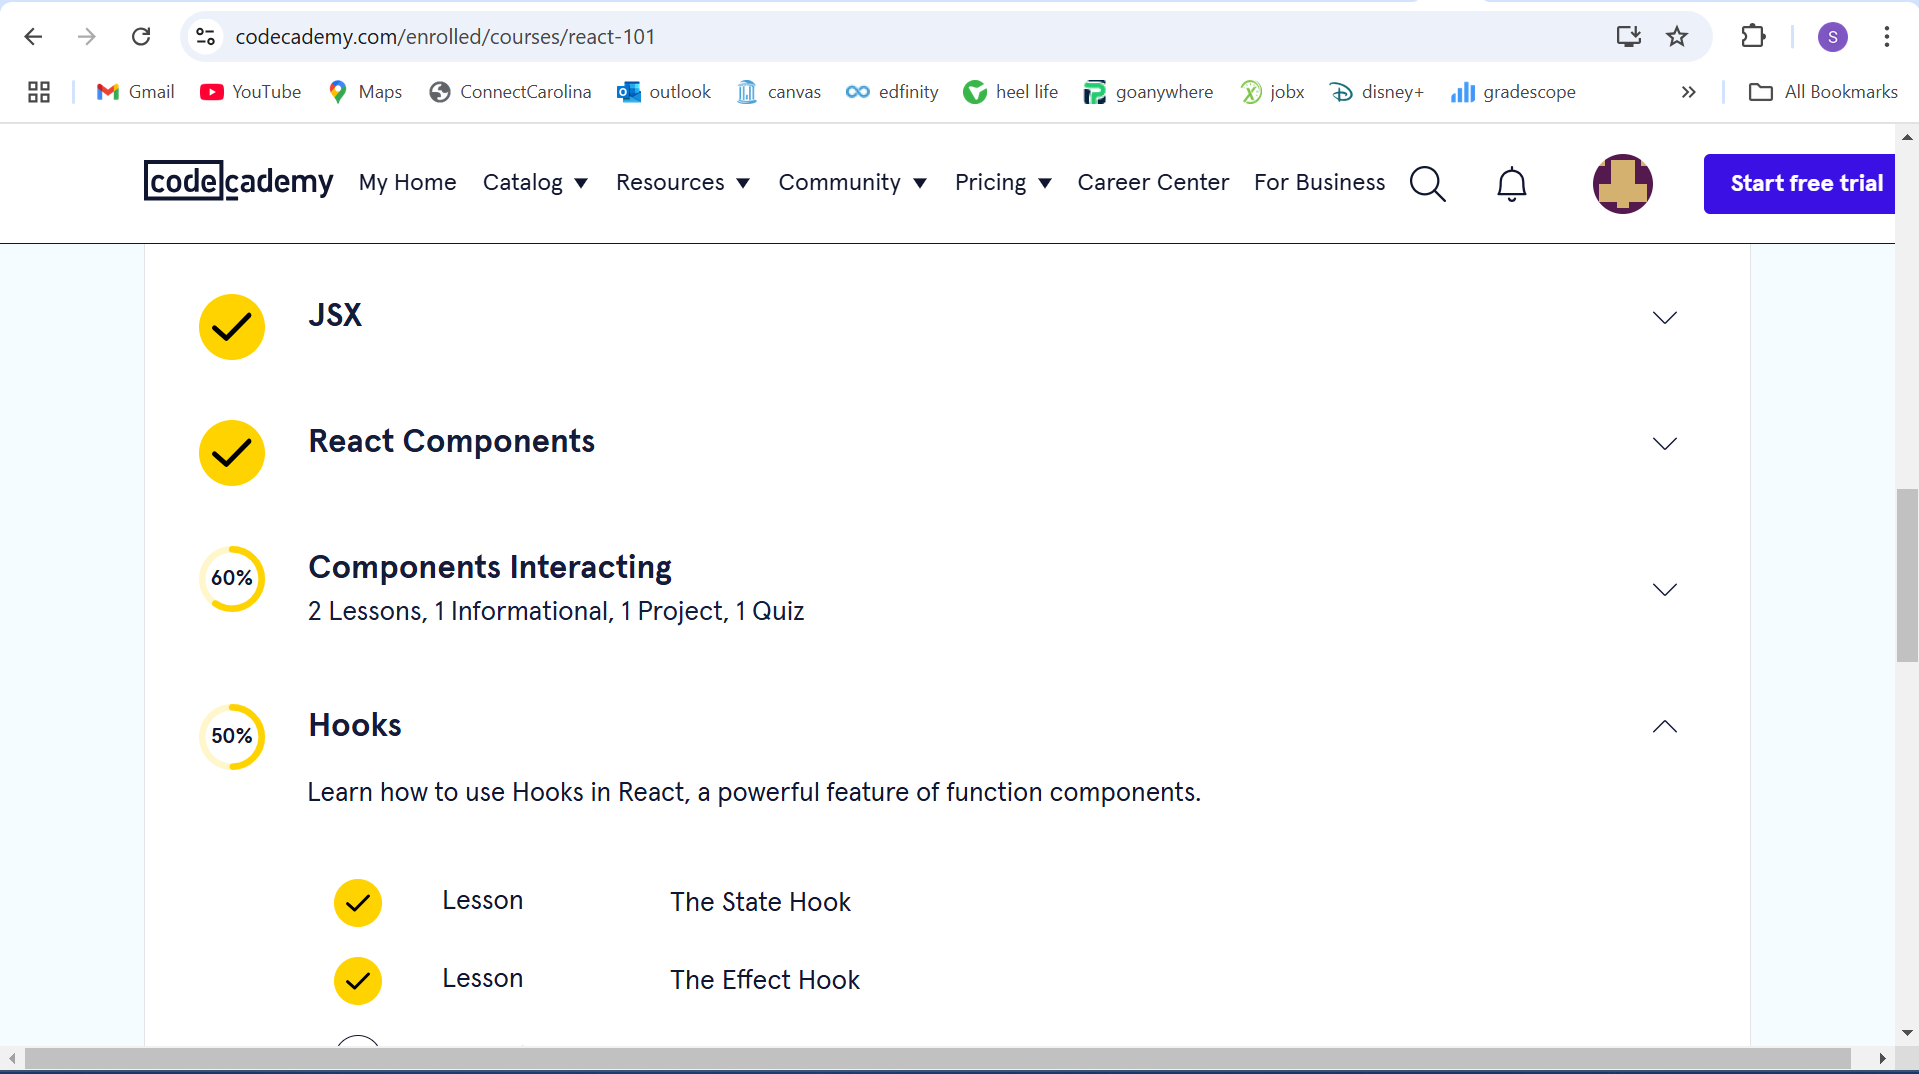 codecademy.com/enrolled/courses/react-101
S
Gmail YouTube Maps ConnectCarolina outlook canvas edfinity heel life goanywhere jobx disney+ gradescope » All Bookmarks
codecademy My Home Catalog Resources Community Pricing Career Center For Business Start free trial
JSX
React Components
60%
Components Interacting
2 Lessons, 1 Informational, 1 Project, 1 Quiz
50%
Hooks
Learn how to use Hooks in React, a powerful feature of function components.
Lesson The State Hook
Lesson The Effect Hook